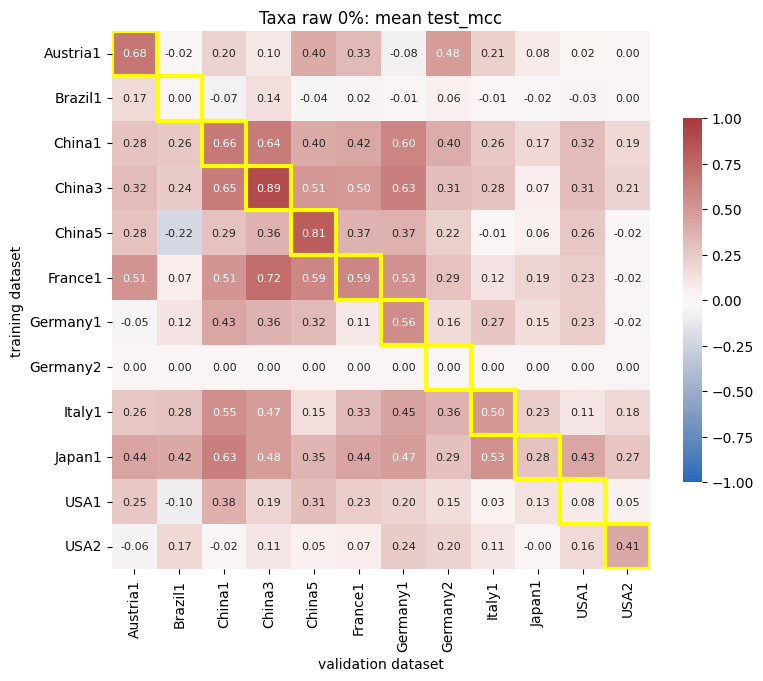 Taxa raw 0%: mean test_mcc
Austria1 0.68 -0.02 0.20 0.10 0.40 0.33 -0.08 0.48 0.21 0.08 0.02 0.00
Brazil1 0.17 0.00 -0.07 0.14 -0.04 0.02 -0.01 0.06 -0.01 -0.02 -0.03 0.00
China1 0.28 0.26 0.66 0.64 0.40 0.42 0.60 0.40 0.26 0.17 0.32 0.19
China3 0.32 0.24 0.65 0.89 0.51 0.50 0.63 0.31 0.28 0.07 0.31 0.21
China5 0.28 -0.22 0.29 0.36 0.81 0.37 0.37 0.22 -0.01 0.06 0.26 -0.02
France1 0.51 0.07 0.51 0.72 0.59 0.59 0.53 0.29 0.12 0.19 0.23 -0.02
Germany1 -0.05 0.12 0.43 0.36 0.32 0.11 0.56 0.16 0.27 0.15 0.23 -0.02
Germany2 0.00 0.00 0.00 0.00 0.00 0.00 0.00 0.00 0.00 0.00 0.00 0.00
Italy1 0.26 0.28 0.55 0.47 0.15 0.33 0.45 0.36 0.50 0.23 0.11 0.18
Japan1 0.44 0.42 0.63 0.48 0.35 0.44 0.47 0.29 0.53 0.28 0.43 0.27
USA1 0.25 -0.10 0.38 0.19 0.31 0.23 0.20 0.15 0.03 0.13 0.08 0.05
USA2 -0.06 0.17 -0.02 0.11 0.05 0.07 0.24 0.20 0.11 -0.00 0.16 0.41
training dataset
Austria1 Brazil1 China1 China3 China5 France1 Germany1 Germany2 Italy1 Japan1 USA1 USA2
validation dataset
1.00
0.75
0.50
0.25
0.00
−0.25
−0.50
−0.75
−1.00